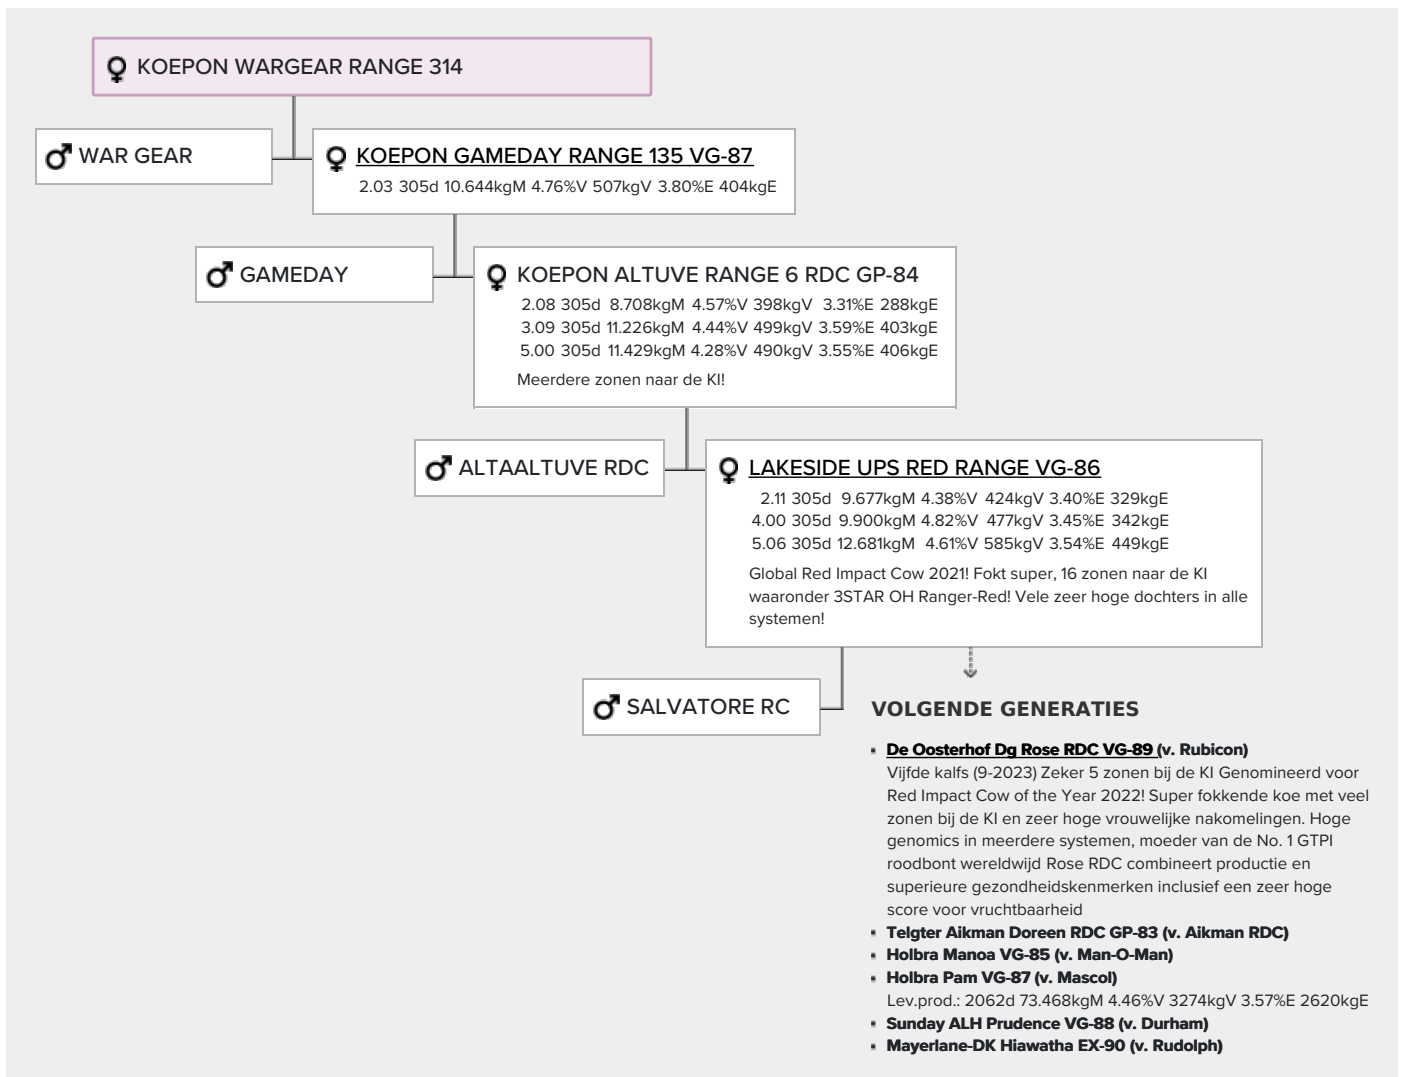 KOEPON WARGEAR RANGE 314
WAR GEAR
KOEPON GAMEDAY RANGE 135 VG-87
2.03 305d 10.644kgM 4.76%V 507kgV 3.80%E 404kgE
GAMEDAY
KOEPON ALTUVE RANGE 6 RDC GP-84
2.08 305d 8.708kgM 4.57%V 398kgV 3.31%E 288kgE
3.09 305d 11.226kgM 4.44%V 499kgV 3.59%E 403kgE
5.00 305d 11.429kgM 4.28%V 490kgV 3.55%E 406kgE
Meerdere zonen naar de KI!
ALTAALTUVE RDC
LAKESIDE UPS RED RANGE VG-86
2.11 305d 9.677kgM 4.38%V 424kgV 3.40%E 329kgE
4.00 305d 9.900kgM 4.82%V 477kgV 3.45%E 342kgE
5.06 305d 12.681kgM 4.61%V 585kgV 3.54%E 449kgE
Global Red Impact Cow 2021! Fokt super, 16 zonen naar de KI
waaronder 3STAR OH Ranger-Red! Vele zeer hoge dochters in alle
systemen!
SALVATORE RC
VOLGENDE GENERATIES
De Oosterhof Dg Rose RDC VG-89 (v. Rubicon)
Vijfde kalfs (9-2023) Zeker 5 zonen bij de KI Genomineerd voor
Red Impact Cow of the Year 2022! Super fokkende koe met veel
zonen bij de KI en zeer hoge vrouwelijke nakomelingen. Hoge
genomics in meerdere systemen, moeder van de No. 1 GTPI
roodbont wereldwijd Rose RDC combineert productie en
superieure gezondheidskenmerken inclusief een zeer hoge
score voor vruchtbaarheid
Telgter Aikman Doreen RDC GP-83 (v. Aikman RDC)
Holbra Manoa VG-85 (v. Man-O-Man)
Holbra Pam VG-87 (v. Mascol)
Lev.prod.: 2062d 73.468kgM 4.46%V 3274kgV 3.57%E 2620kgE
Sunday ALH Prudence VG-88 (v. Durham)
Mayerlane-DK Hiawatha EX-90 (v. Rudolph)